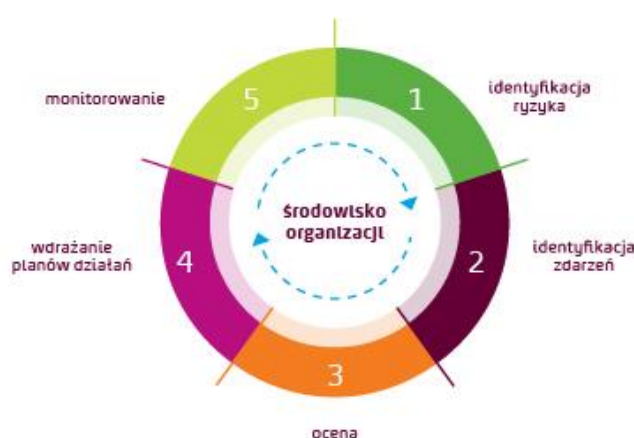 1
identyfikacja
ryzyka
2
identyfikacja
zdarzeń
3
ocena
4
wdrażanie
planów działań
5
monitorowanie
środowisko
organizacji